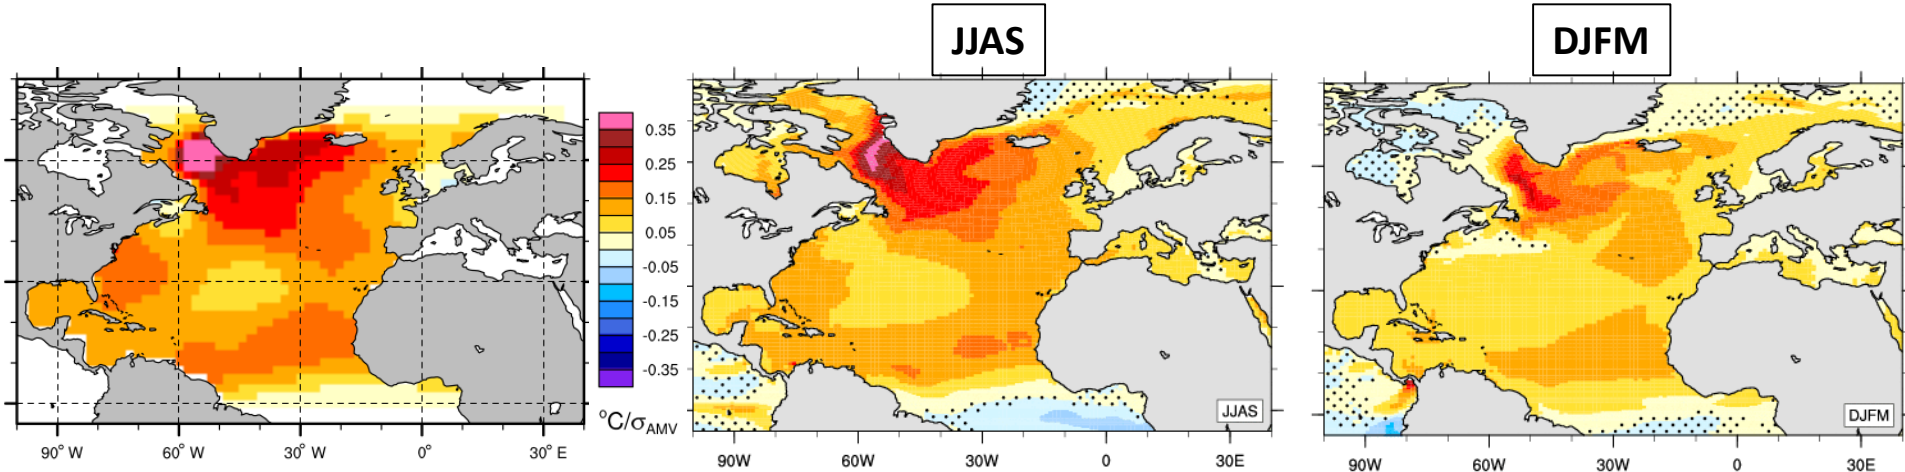 JJAS
DJFM
0.35
0.25
0.15
0.05
-0.05
-0.15
-0.25
-0.35
°C/σAMV
90° W
60° W
30° W
0°
30° E
JJAS
90W
60W
30W
0
30E
DJFM
90W
60W
30W
0
30E